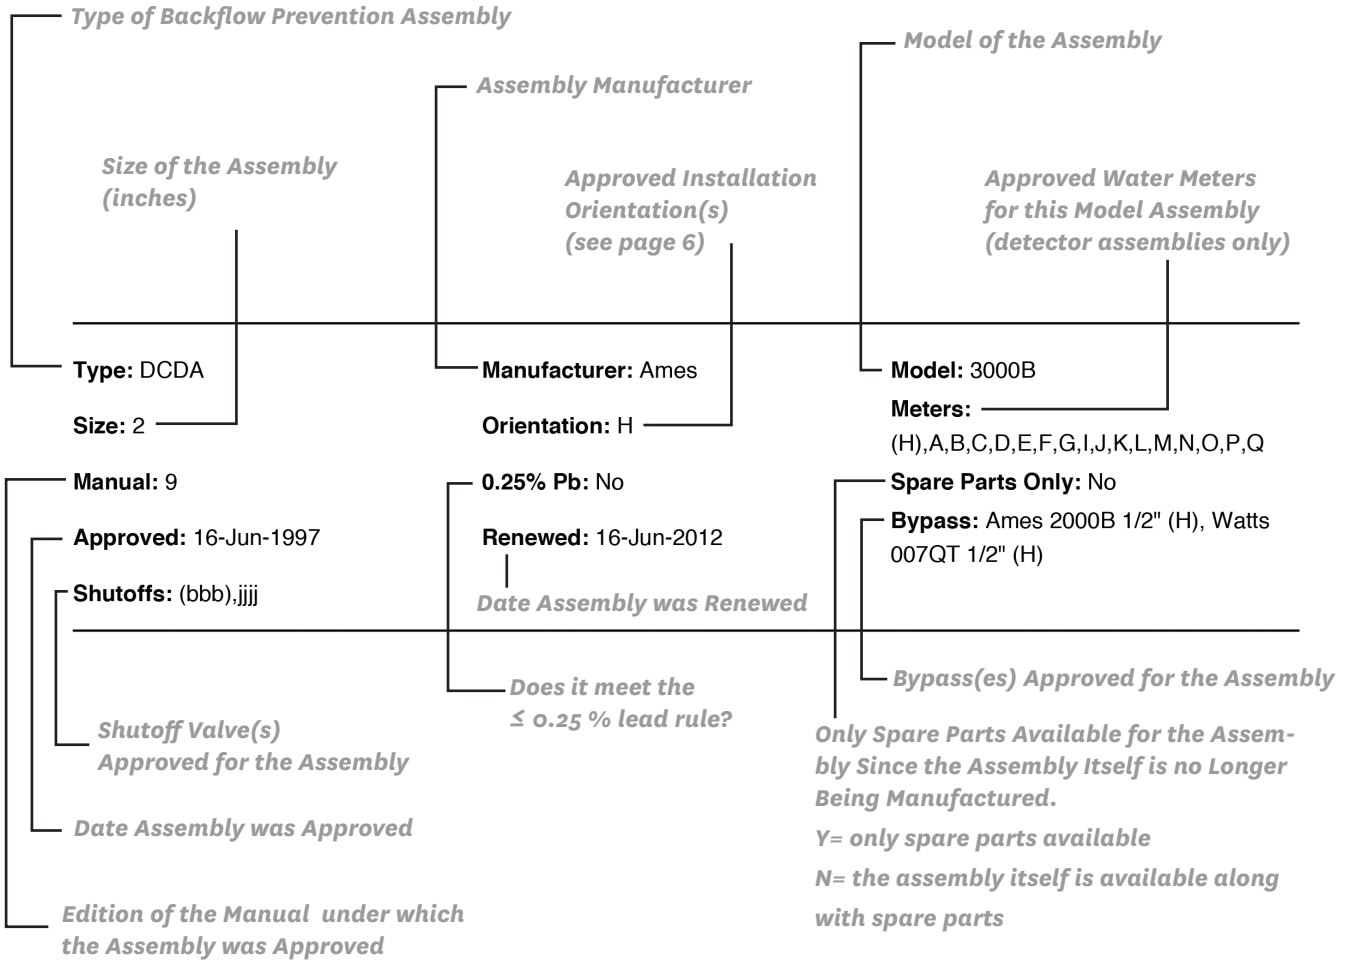 Type of Backflow Prevention Assembly
Model of the Assembly
Assembly Manufacturer
Size of the Assembly
(inches)
Approved Installation
Orientation(s)
(see page 6)
Approved Water Meters
for this Model Assembly
(detector assemblies only)
Type: DCDA
Manufacturer: Ames
Model: 3000B
Size: 2
Orientation: H
Meters:
(H),A,B,C,D,E,F,G,I,J,K,L,M,N,O,P,Q
Manual: 9
0.25% Pb: No
Spare Parts Only: No
Approved: 16-Jun-1997
Renewed: 16-Jun-2012
Bypass: Ames 2000B 1/2" (H), Watts
007QT 1/2" (H)
Shutoffs: (bbb),jjjj
Date Assembly was Renewed
Bypass(es) Approved for the Assembly
Does it meet the
≤ 0.25 % lead rule?
Shutoff Valve(s)
Approved for the Assembly
Only Spare Parts Available for the Assem-
bly Since the Assembly Itself is no Longer
Being Manufactured.
Y= only spare parts available
N= the assembly itself is available along
with spare parts
Date Assembly was Approved
Edition of the Manual  under which
the Assembly was Approved